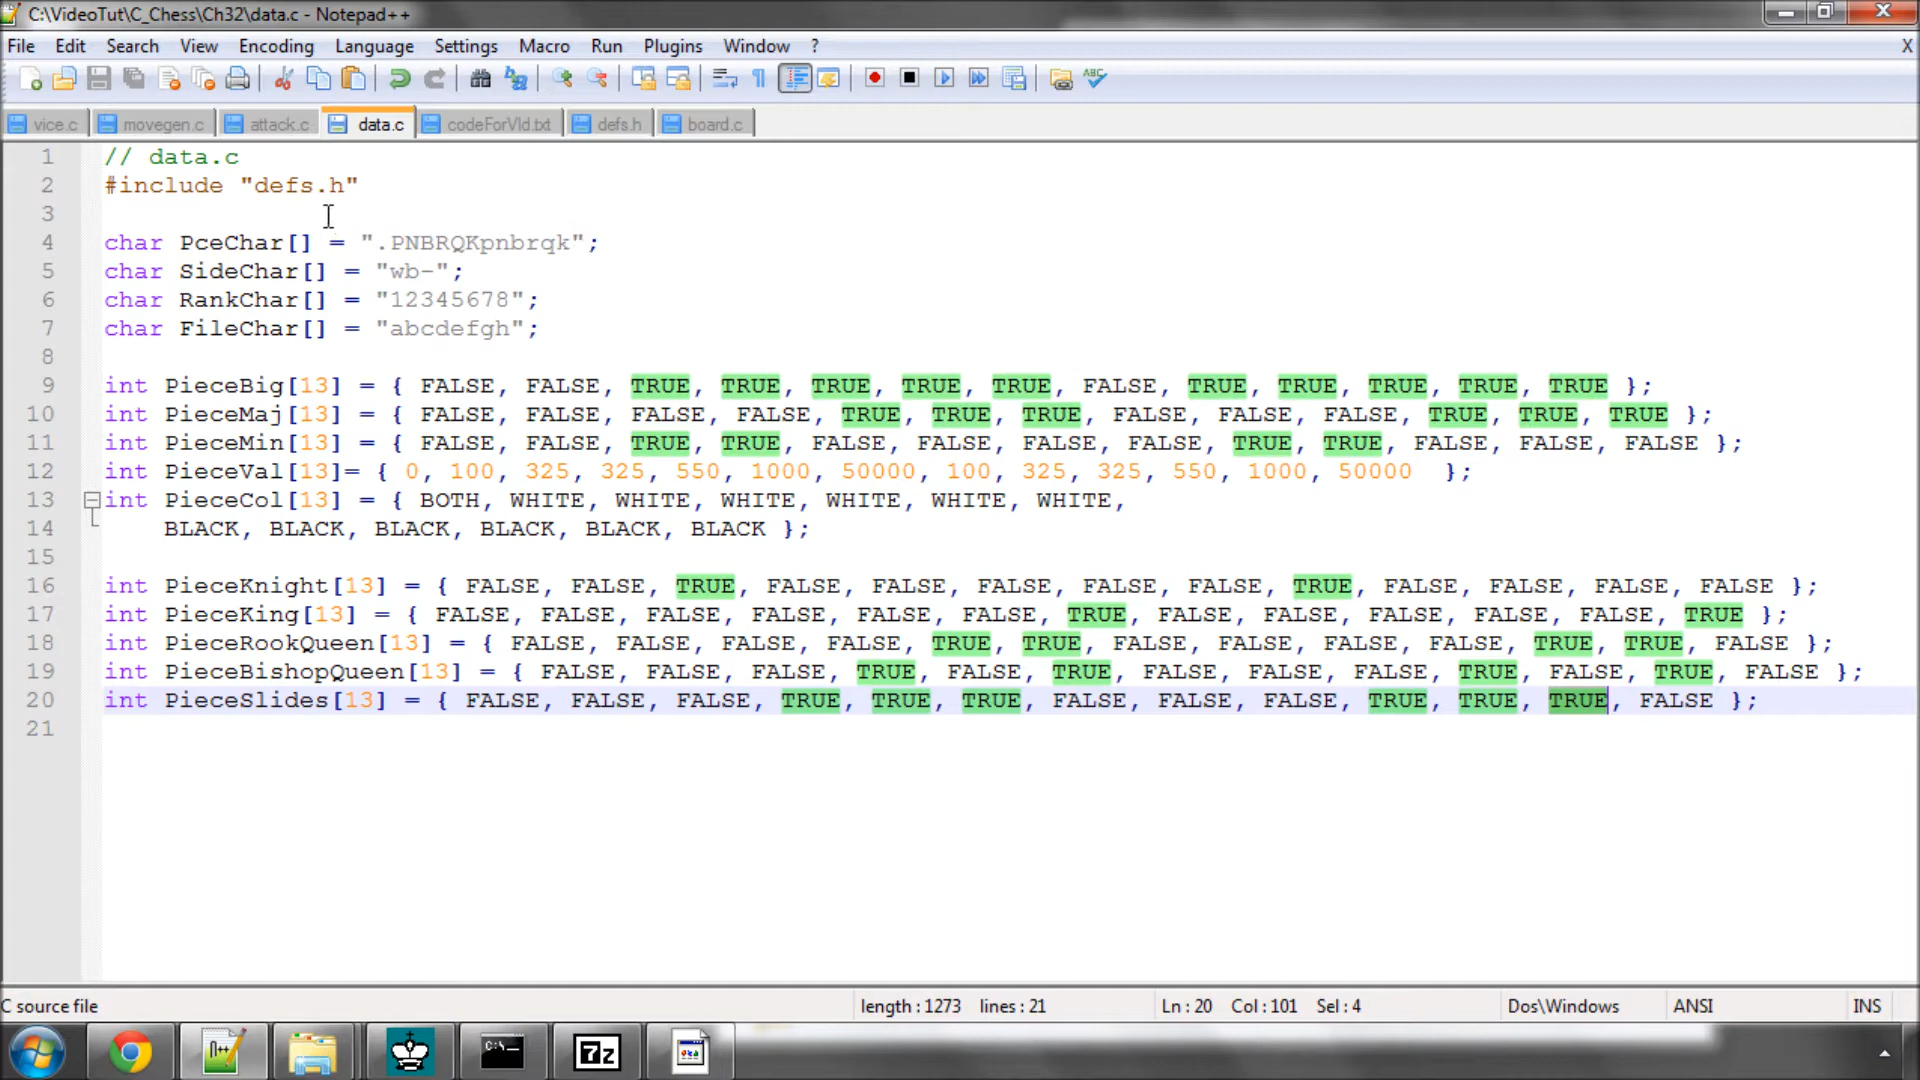 C:\VideoTut\C_Chess\Ch32\data.c - Notepad++
File Edit Search View Encoding Language Settings Macro Run Plugins Window ? X
vice.c movegen.c attack.c data.c codeForVid.txt defs.h board.c
1 // data.c
2 #include "defs.h"
3
4 char PceChar[] = ".PNBRQKpnbrqk";
5 char SideChar[] = "wb-";
6 char RankChar[] = "12345678";
7 char FileChar[] = "abcdefgh";
8
9 int PieceBig[13] = { FALSE, FALSE, TRUE, TRUE, TRUE, TRUE, TRUE, FALSE, TRUE, TRUE, TRUE, TRUE, TRUE };
10 int PieceMaj[13] = { FALSE, FALSE, FALSE, FALSE, TRUE, TRUE, TRUE, FALSE, FALSE, FALSE, TRUE, TRUE, TRUE };
11 int PieceMin[13] = { FALSE, FALSE, TRUE, TRUE, FALSE, FALSE, FALSE, FALSE, TRUE, TRUE, FALSE, FALSE, FALSE };
12 int PieceVal[13]= { 0, 100, 325, 325, 550, 1000, 50000, 100, 325, 325, 550, 1000, 50000  };
13 int PieceCol[13] = { BOTH, WHITE, WHITE, WHITE, WHITE, WHITE, WHITE,
14 BLACK, BLACK, BLACK, BLACK, BLACK, BLACK };
15
16 int PieceKnight[13] = { FALSE, FALSE, TRUE, FALSE, FALSE, FALSE, FALSE, FALSE, TRUE, FALSE, FALSE, FALSE, FALSE };
17 int PieceKing[13] = { FALSE, FALSE, FALSE, FALSE, FALSE, FALSE, TRUE, FALSE, FALSE, FALSE, FALSE, FALSE, TRUE };
18 int PieceRookQueen[13] = { FALSE, FALSE, FALSE, FALSE, TRUE, TRUE, FALSE, FALSE, FALSE, FALSE, TRUE, TRUE, FALSE };
19 int PieceBishopQueen[13] = { FALSE, FALSE, FALSE, TRUE, FALSE, TRUE, FALSE, FALSE, FALSE, TRUE, FALSE, TRUE, FALSE };
20 int PieceSlides[13] = { FALSE, FALSE, FALSE, TRUE, TRUE, TRUE, FALSE, FALSE, FALSE, TRUE, TRUE, TRUE, FALSE };
21
C source file length : 1273 lines : 21 Ln : 20 Col : 101 Sel : 4 Dos\Windows ANSI INS